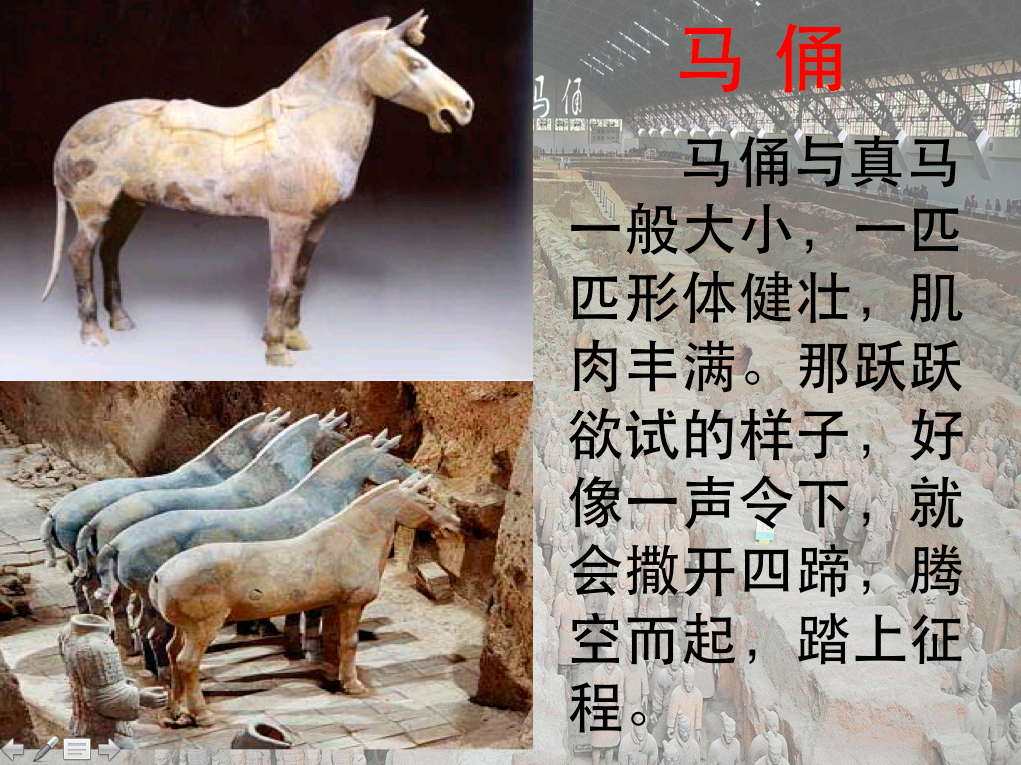 马 俑
马俑
马俑与真马
一般大小，一匹
匹形体健壮，肌
肉丰满。那跃跃
欲试的样子，好
像一声令下，就
会撒开四蹄，腾
空而起，踏上征
程。